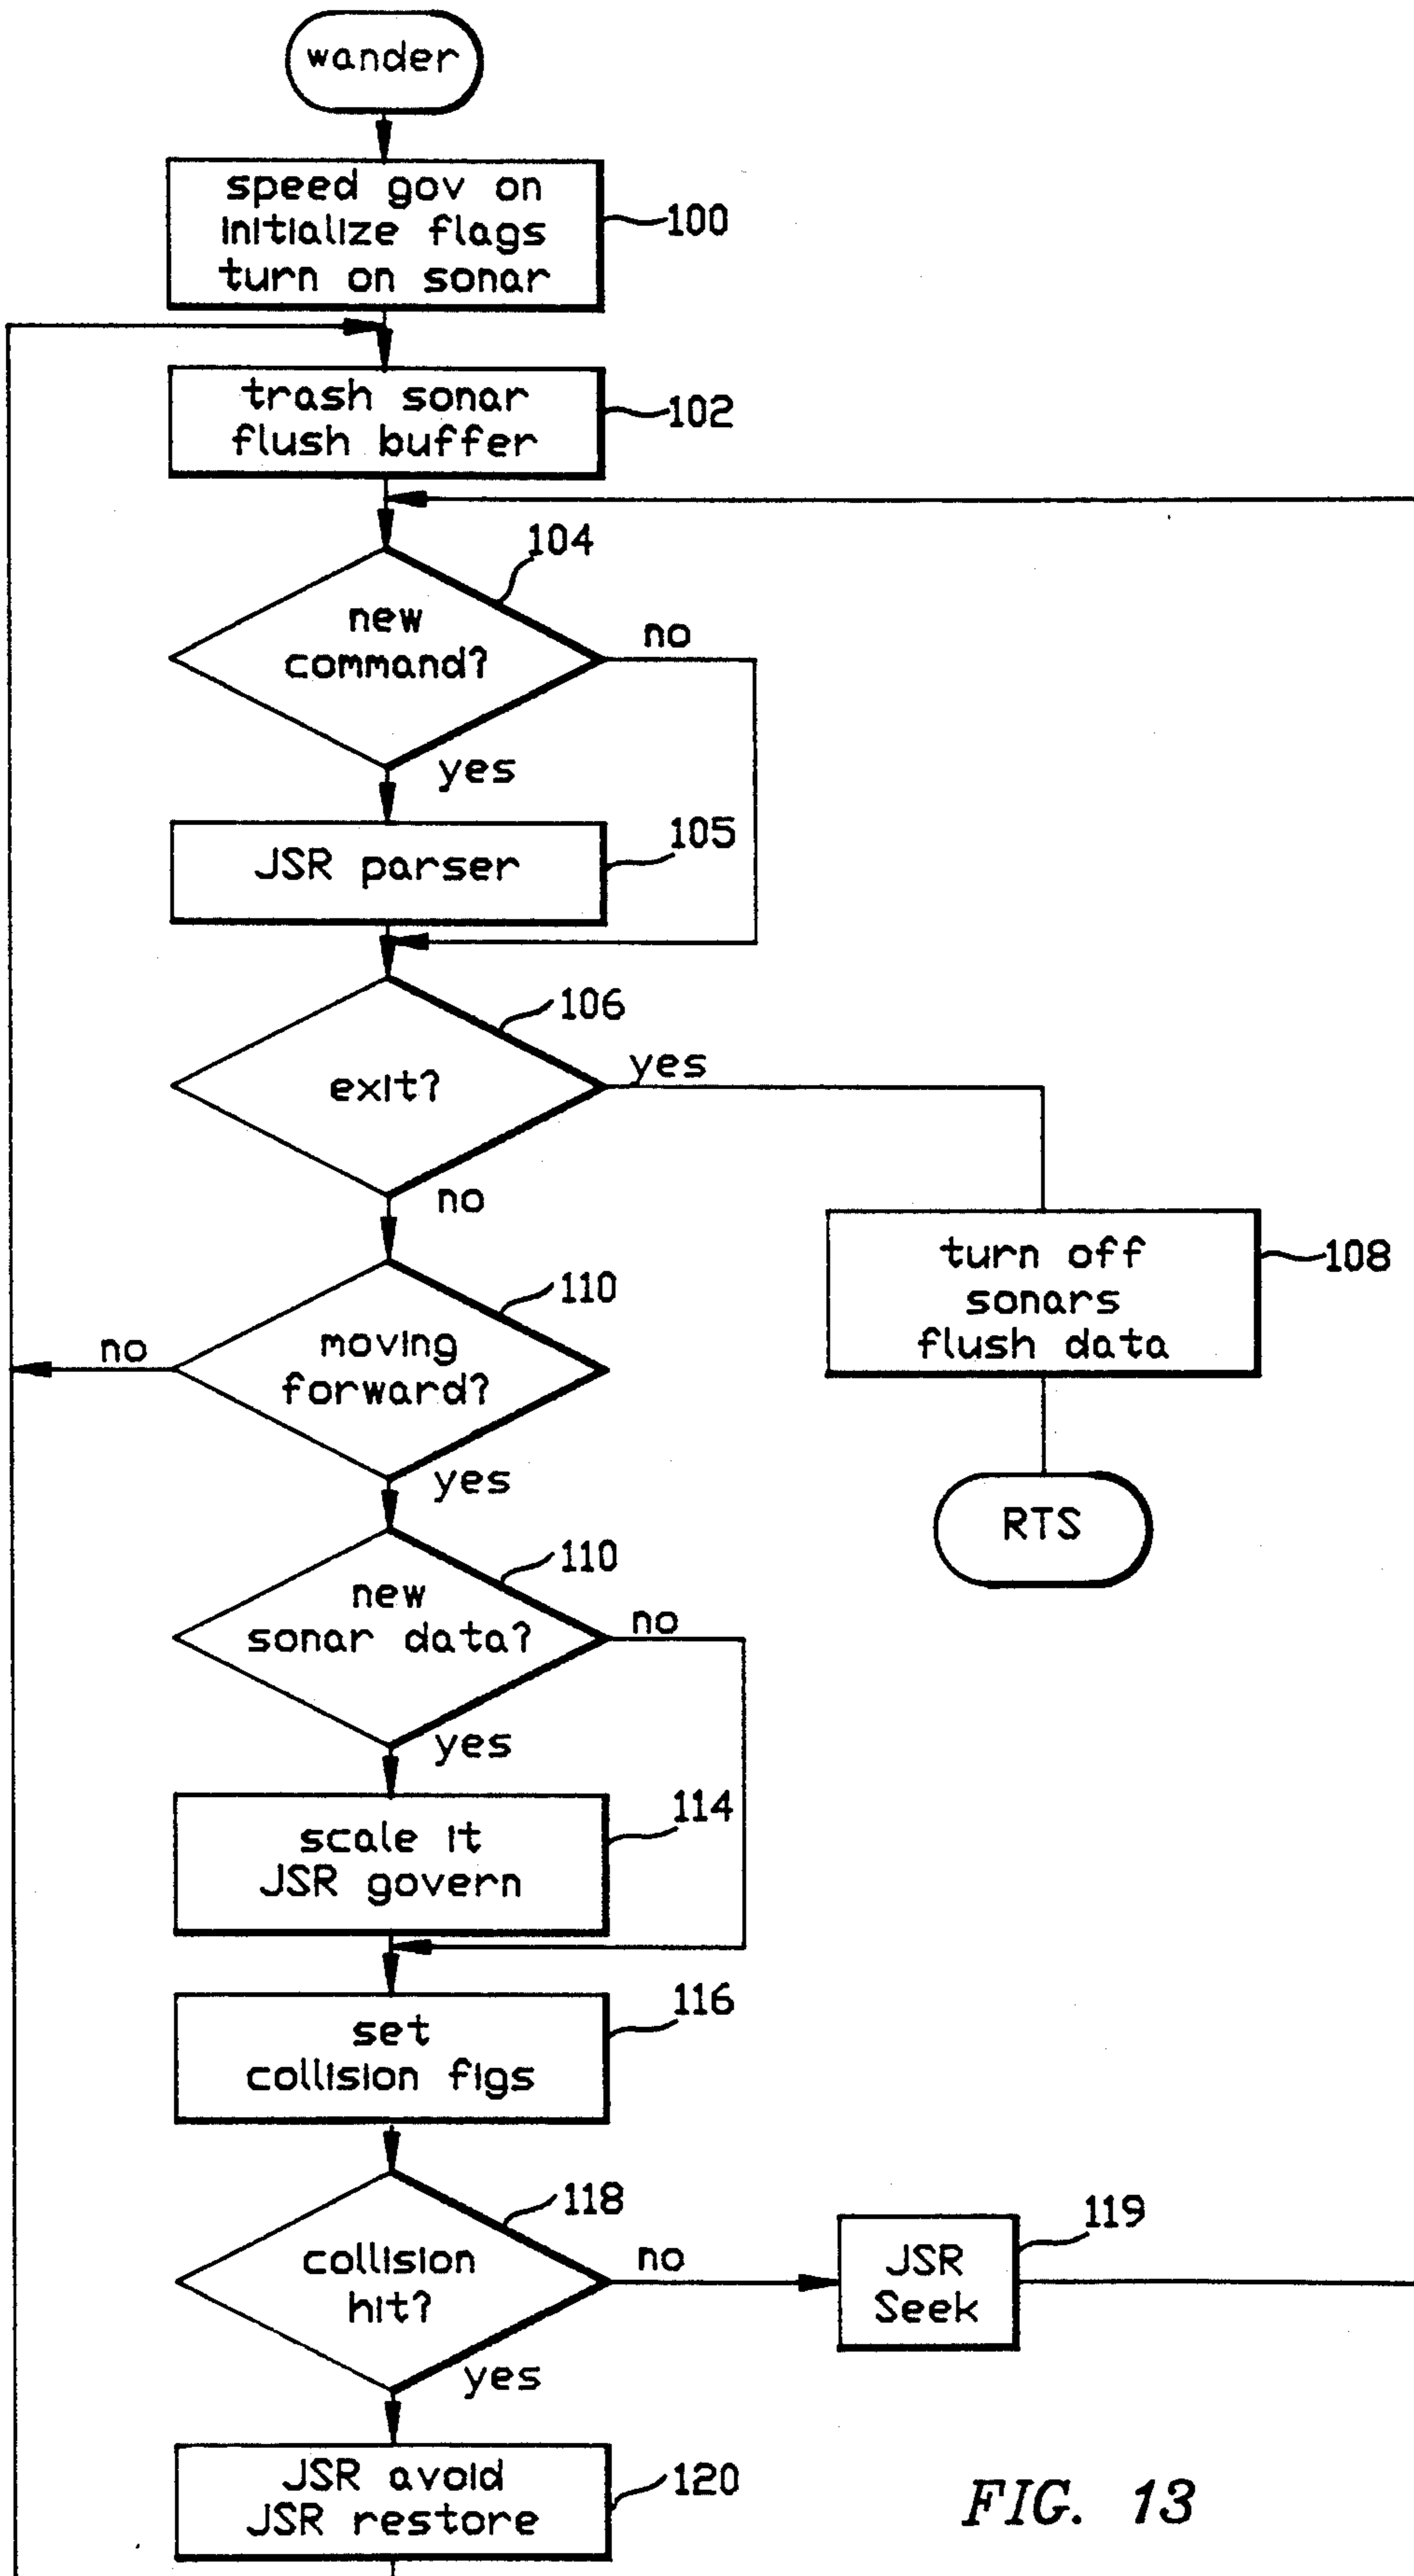 wander
speed gov on
initialize flags
turn on sonar
100
trash sonar
flush buffer
102
104
new
command?
no
yes
JSR parser
105
106
exit?
yes
no
turn off
sonars
flush data
108
110
moving
forward?
no
yes
RTS
110
new
sonar data?
no
yes
scale it
JSR govern
114
set
collision figs
116
118
collision
hit?
no
yes
JSR
Seek
119
JSR avoid
JSR restore
120
FIG. 13